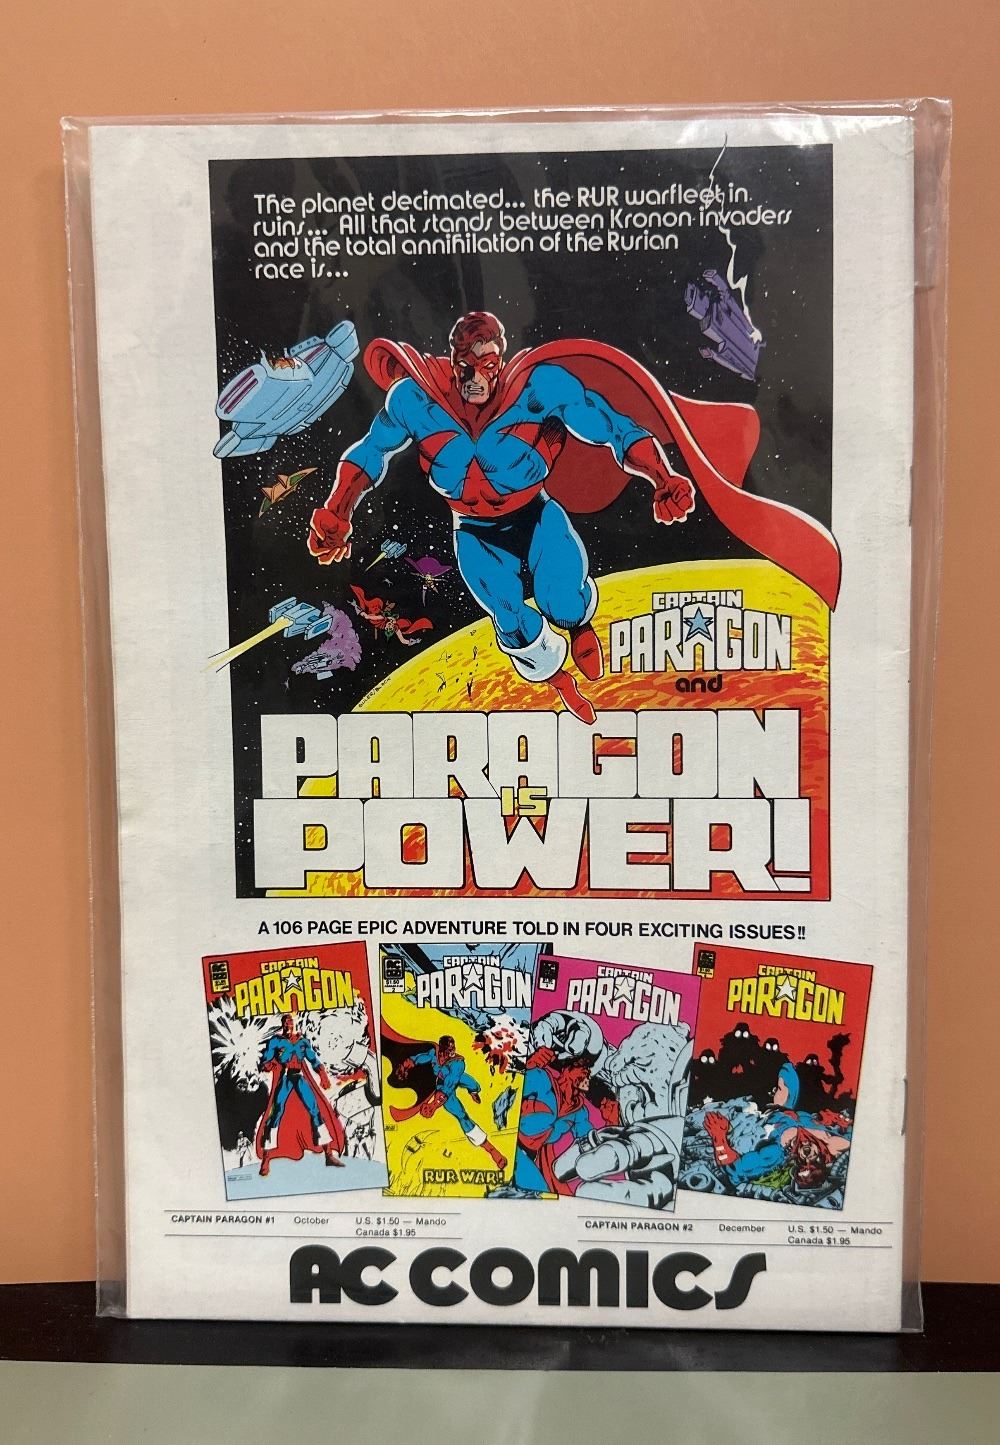 The planet decimated... the RUR warfleet in
ruins... All that stands between Kronon invaders
and the total annihilation of the Rurian
race is...
CAPTAIN
PARAGON
and
PARAGON
IS
POWER!
A 106 PAGE EPIC ADVENTURE TOLD IN FOUR EXCITING ISSUES!!
CAPTAIN
PARAGON
CAPTAIN
PARAGON
$1.50
2
RUR WAR!
CAPTAIN
PARAGON
CAPTAIN
PARAGON
CAPTAIN PARAGON #1 October U.S. $1.50 — Mando
Canada $1.95
CAPTAIN PARAGON #2 December U.S. $1.50 — Mando
Canada $1.95
AC COMICS